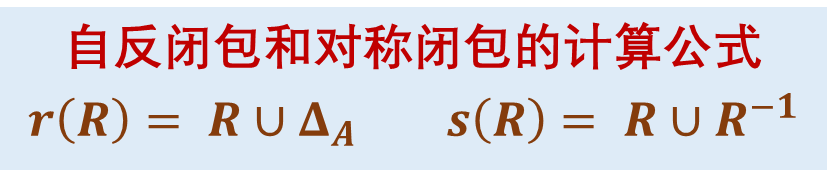 自反闭包和对称闭包的计算公式
r(R) = R ∪ Δ_A s(R) = R ∪ R⁻¹